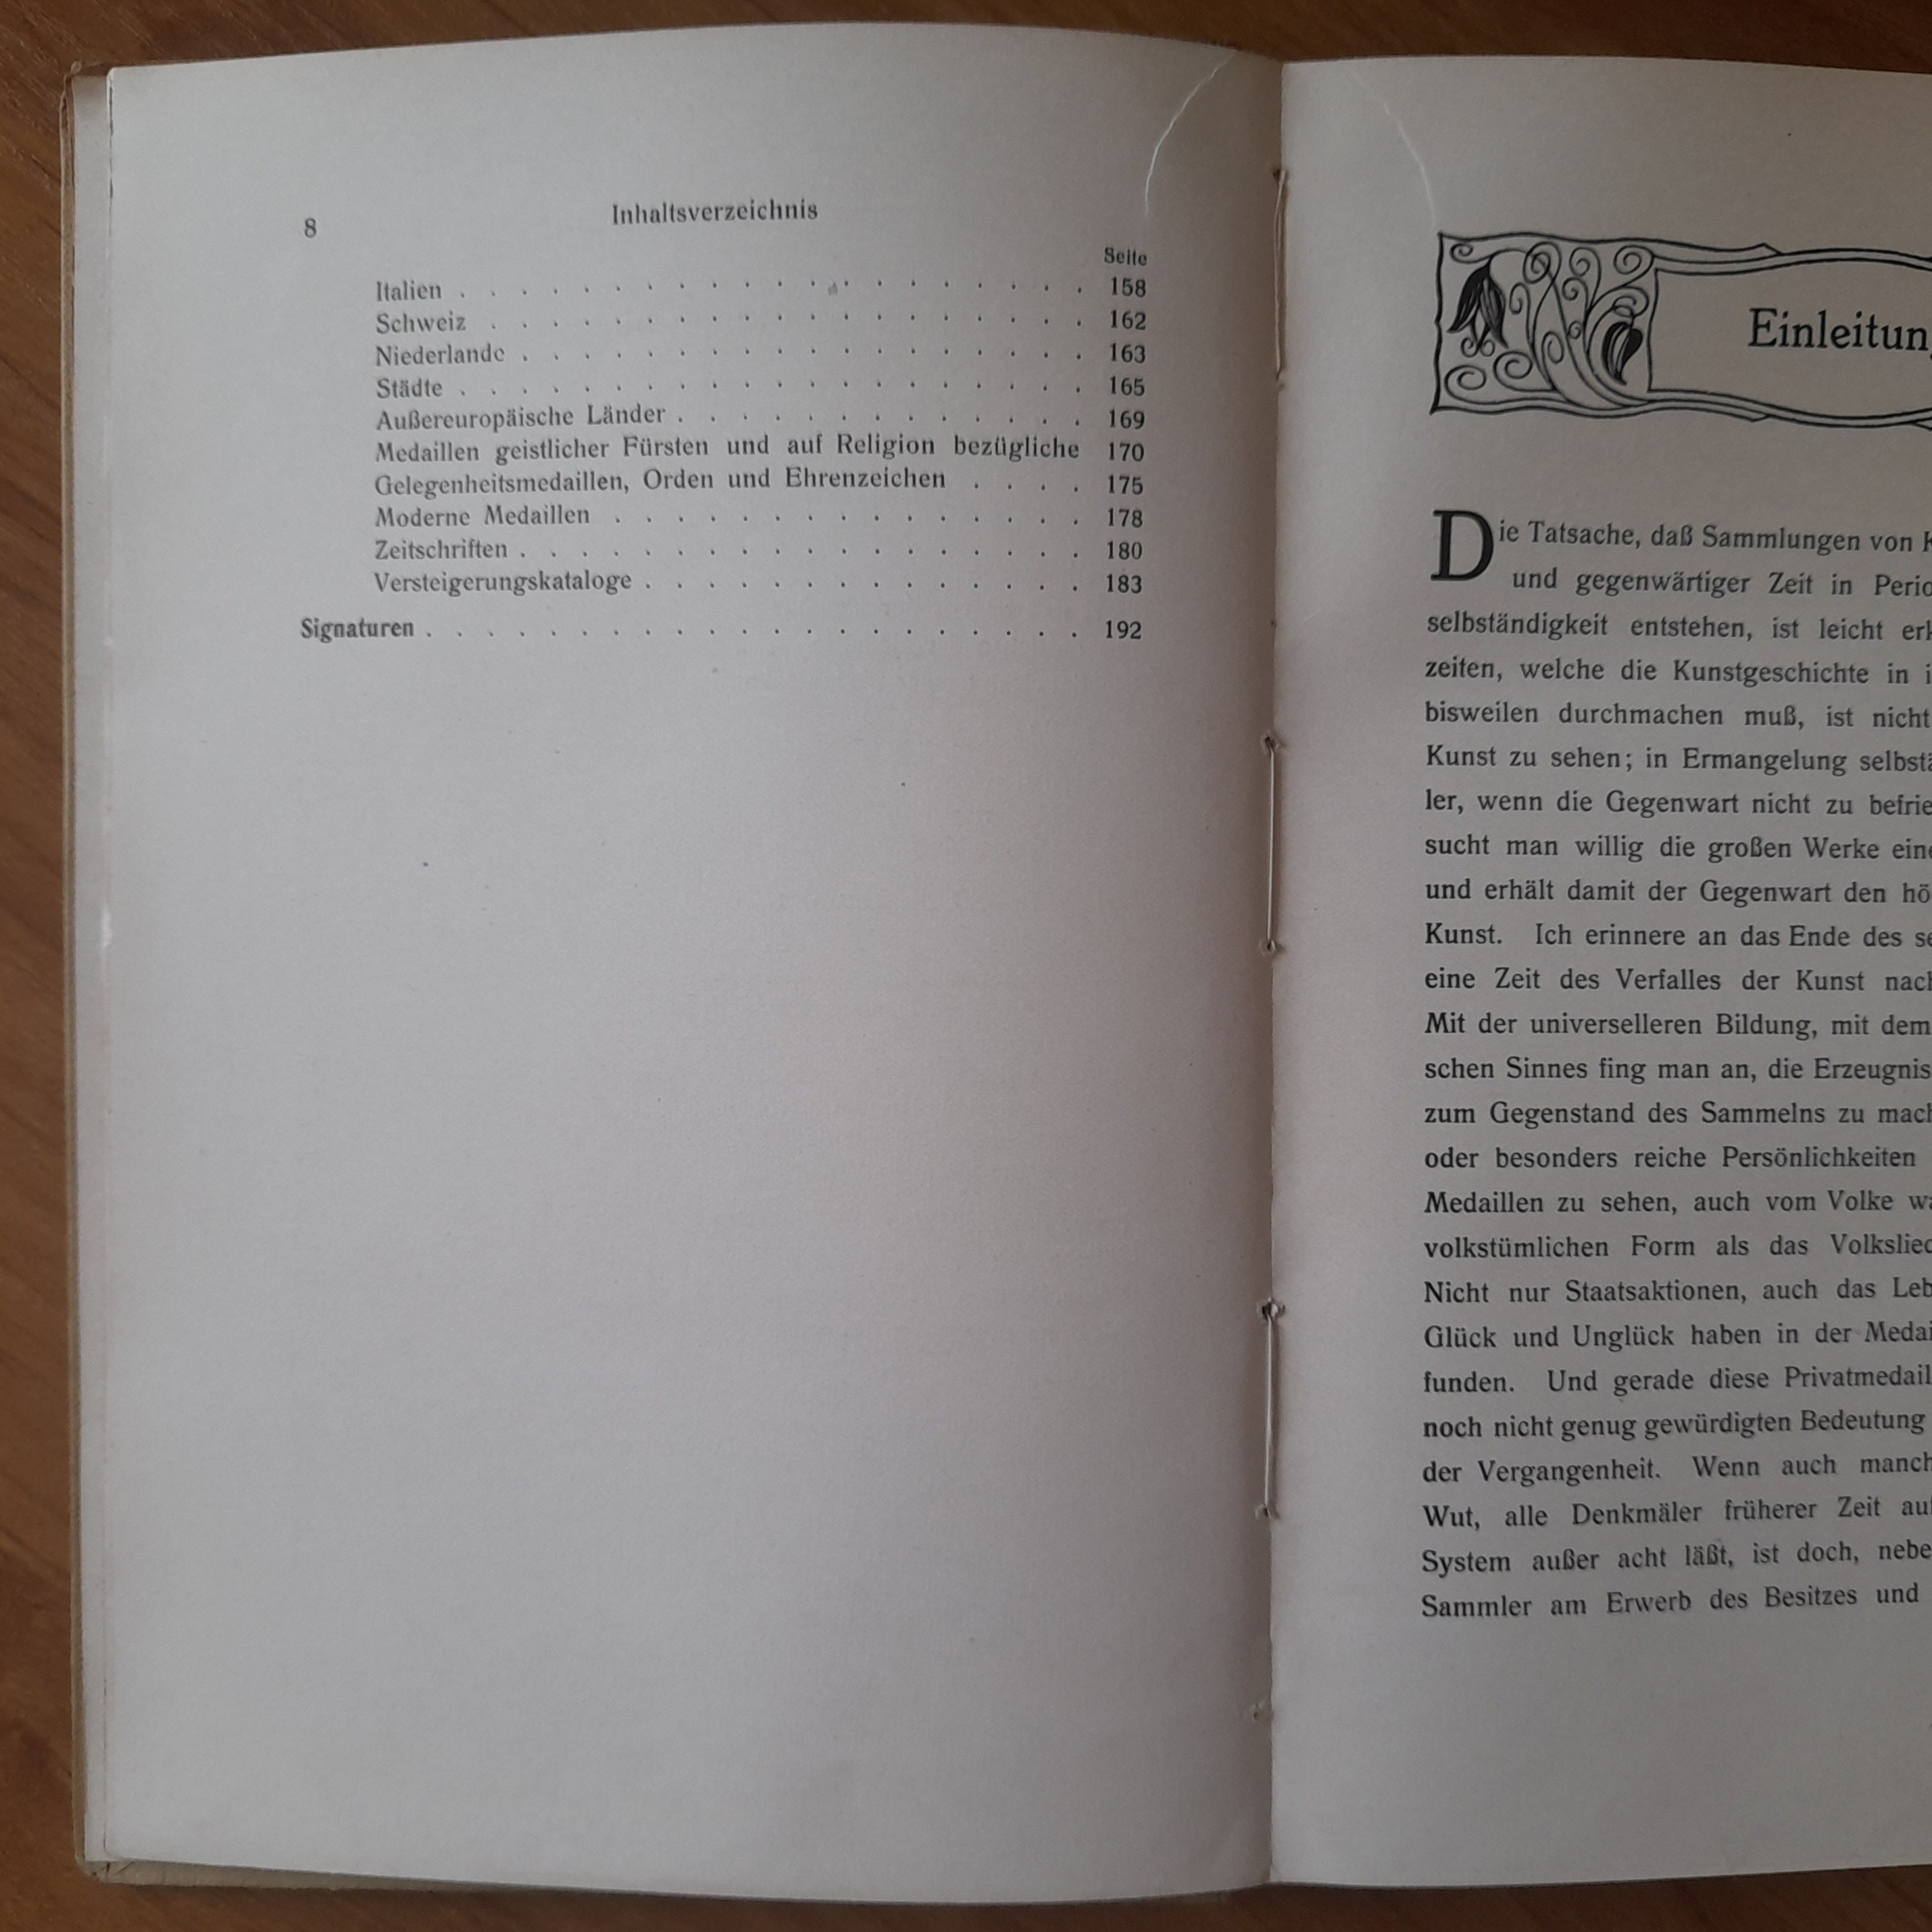 8
Inhaltsverzeichnis
Seite
Italien . . . . . . . . . . . . . . . . . . . . 158
Schweiz . . . . . . . . . . . . . . . . . . . 162
Niederlande . . . . . . . . . . . . . . . . . . 163
Städte . . . . . . . . . . . . . . . . . . . . 165
Außereuropäische Länder . . . . . . . . . . . . . 169
Medaillen geistlicher Fürsten und auf Religion bezügliche 170
Gelegenheitsmedaillen, Orden und Ehrenzeichen . . . . 175
Moderne Medaillen . . . . . . . . . . . . . . . 178
Zeitschriften . . . . . . . . . . . . . . . . . . 180
Versteigerungskataloge . . . . . . . . . . . . . . 183
Signaturen . . . . . . . . . . . . . . . . . . . . . 192
Einleitun
Die Tatsache, daß Sammlungen von
und gegenwärtiger Zeit in
selbständigkeit entstehen, ist leicht
zeiten, welche die Kunstgeschichte in
bisweilen durchmachen muß, ist nicht
Kunst zu sehen; in Ermangelung
ler, wenn die Gegenwart nicht zu
sucht man willig die großen Werke
und erhält damit der Gegenwart den
Kunst. Ich erinnere an das Ende des
eine Zeit des Verfalles der Kunst
Mit der universelleren Bildung, mit dem
schen Sinnes fing man an, die
zum Gegenstand des Sammelns zu
oder besonders reiche Persönlichkeiten
Medaillen zu sehen, auch vom Volke
volkstümlichen Form als das
Nicht nur Staatsaktionen, auch das
Glück und Unglück haben in der
funden. Und gerade diese
noch nicht genug gewürdigten Bedeutung
der Vergangenheit. Wenn auch
Wut, alle Denkmäler früherer Zeit
System außer acht läßt, ist doch,
Sammler am Erwerb des Besitzes und